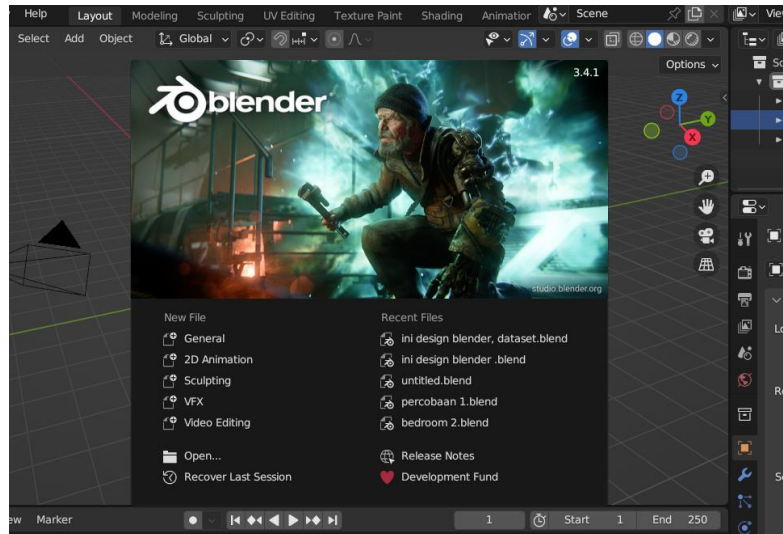 Help Layout Modeling Sculpting UV Editing Texture Paint Shading Animation Scene
Select Add Object Global
Options
blender
3.4.1
Z
Y
X
studio.blender.org
New File
General
2D Animation
Sculpting
VFX
Video Editing
Open...
Recover Last Session
Recent Files
ini design blender, dataset.blend
ini design blender .blend
untitled.blend
percobaan 1.blend
bedroom 2.blend
Release Notes
Development Fund
Marker
1 Start 1 End 250